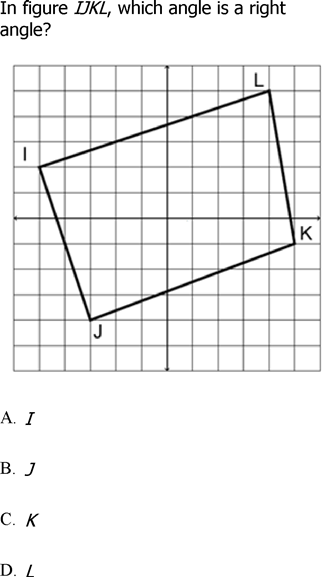 In figure IJKL, which angle is a right
angle?
L
I
K
J
A. I
B. J
C. K
D. L